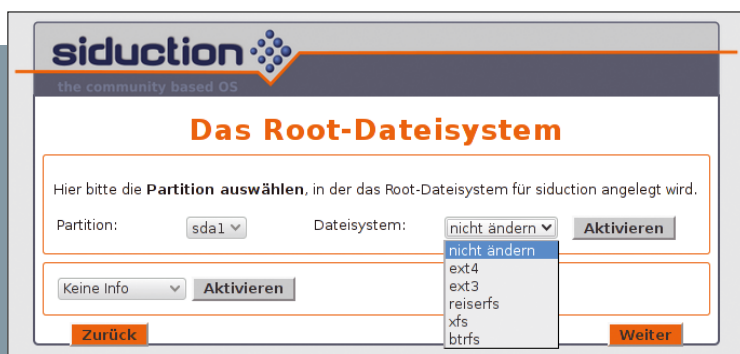 siduction
the community based OS
Das Root-Dateisystem
Hier bitte die Partition auswählen, in der das Root-Dateisystem für siduction angelegt wird.
Partition: sda1 Dateisystem: nicht ändern Aktivieren
nicht ändern
ext4
ext3
reiserfs
xfs
btrfs
Keine Info Aktivieren
Zurück Weiter